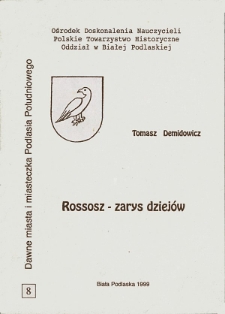 Ośrodek Doskonalenia Nauczycieli
Polskie Towarzystwo Historyczne
Oddział w Białej Podlaskiej
Tomasz Demidowicz
Rossosz - zarys dziejów
Biała Podlaska 1999
Dawne miasta i miasteczka Podlasia Południowego
8